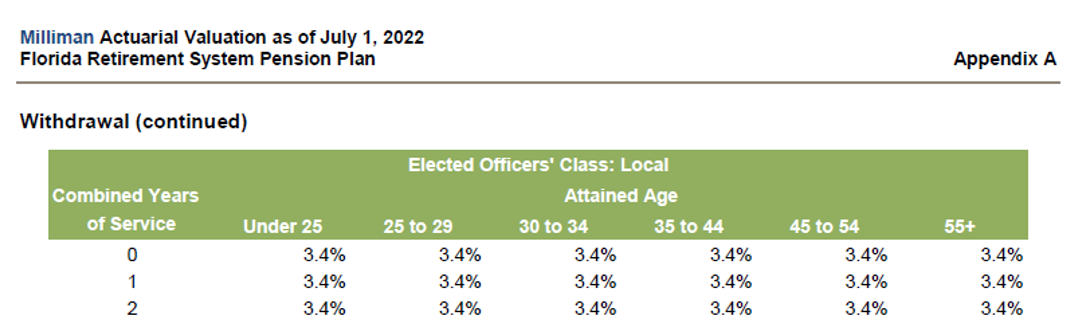 Milliman Actuarial Valuation as of July 1, 2022
Florida Retirement System Pension Plan Appendix A
Withdrawal (continued)
Elected Officers' Class: Local
Combined Years Attained Age
of Service Under 25 25 to 29 30 to 34 35 to 44 45 to 54 55+
0 3.4% 3.4% 3.4% 3.4% 3.4% 3.4%
1 3.4% 3.4% 3.4% 3.4% 3.4% 3.4%
2 3.4% 3.4% 3.4% 3.4% 3.4% 3.4%